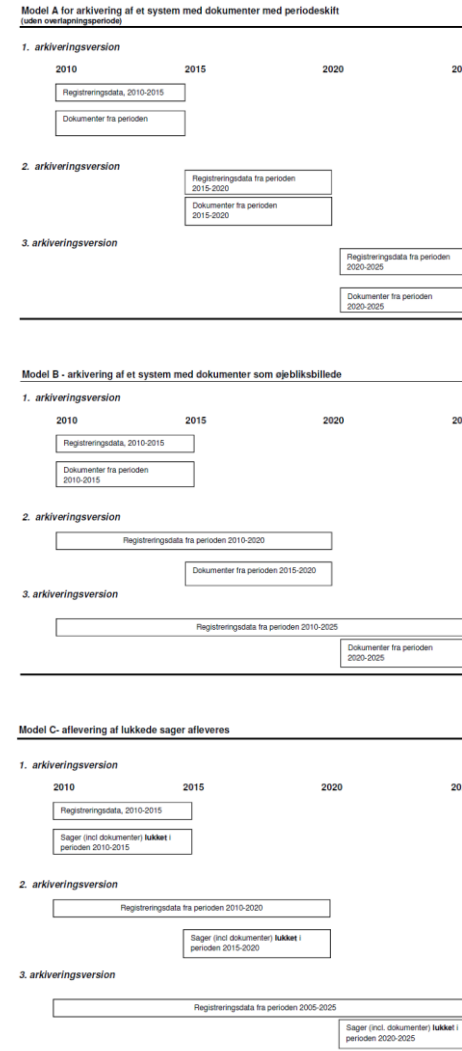 Model A for arkivering af et system med dokumenter med periodeskift
(uden overlapningsperiode)
1. arkiveringsversion
2010 2015 2020 20
Registreringsdata, 2010-2015
Dokumenter fra perioden
2. arkiveringsversion
Registreringsdata fra perioden
2015-2020
Dokumenter fra perioden
2015-2020
3. arkiveringsversion
Registreringsdata fra perioden
2020-2025
Dokumenter fra perioden
2020-2025
Model B - arkivering af et system med dokumenter som øjebliksbillede
1. arkiveringsversion
2010 2015 2020 20
Registreringsdata, 2010-2015
Dokumenter fra perioden
2010-2015
2. arkiveringsversion
Registreringsdata fra perioden 2010-2020
Dokumenter fra perioden 2015-2020
3. arkiveringsversion
Registreringsdata fra perioden 2010-2025
Dokumenter fra perioden
2020-2025
Model C- aflevering af lukkede sager afleveres
1. arkiveringsversion
2010 2015 2020 20
Registreringsdata, 2010-2015
Sager (incl dokumenter) lukket i
perioden 2010-2015
2. arkiveringsversion
Registreringsdata fra perioden 2010-2020
Sager (incl dokumenter) lukket i
perioden 2015-2020
3. arkiveringsversion
Registreringsdata fra perioden 2005-2025
Sager (incl. dokumenter) lukket i
perioden 2020-2025